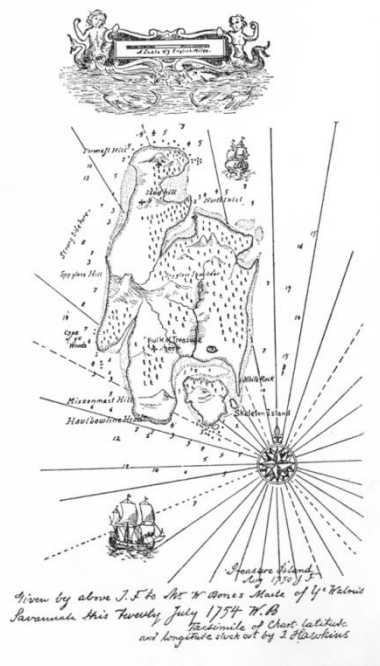 A Scale of 3 English Miles.
Foremast Hill
North Inlet
Strong tide here
Spy glass Hill
Spyglass Shoulder
Cape of ye Woods
Bulk of Treasure here
White Rock
Mizzenmast Hill
Skeleton Island
Haulbowline Head
Treasure Island
Aug 1750 J.F.
Given by above J.F to Mr W Bones Maite of Ye Walrus
Savannah this twenty July 1754 W.B
Facsimile of Chart latitude
and longitude struck out by J. Hawkins